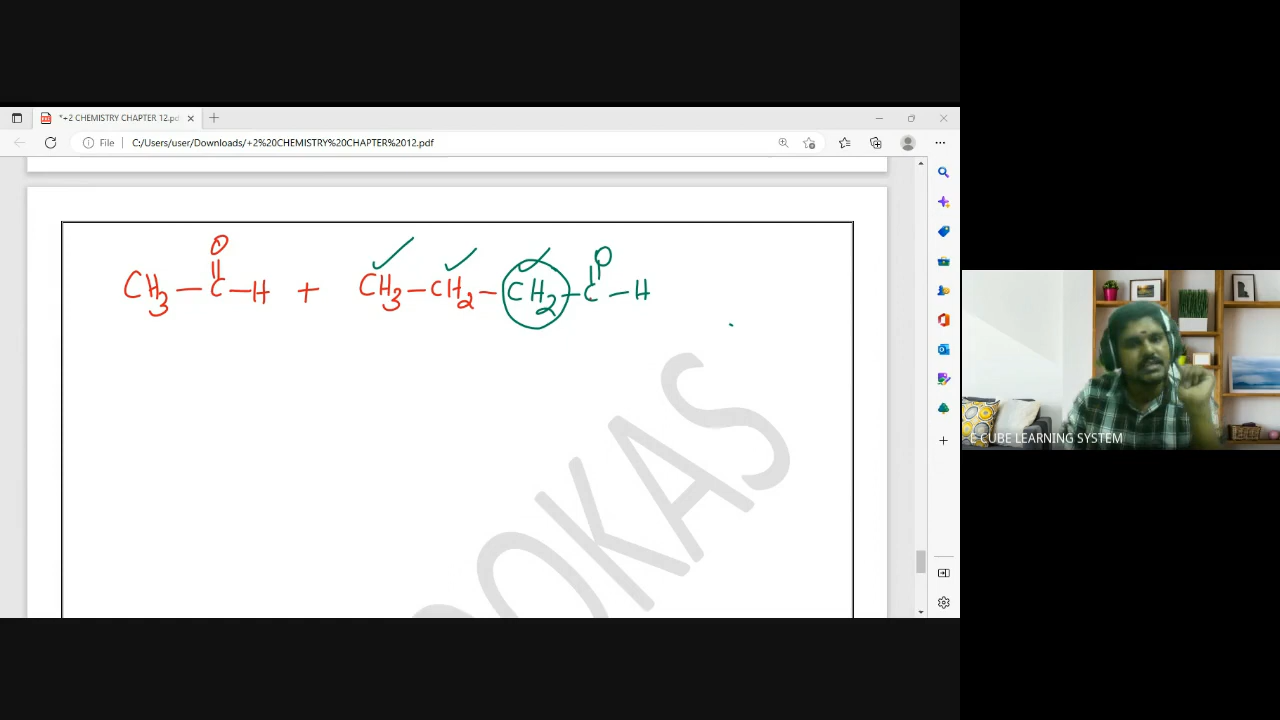 *+2 CHEMISTRY CHAPTER 12.pd
File C:/Users/user/Downloads/+2%20CHEMISTRY%20CHAPTER%2012.pdf
O O
CH3 — C — H + CH3 — CH2 — CH2 — C — H
OOKAS
E CUBE LEARNING SYSTEM